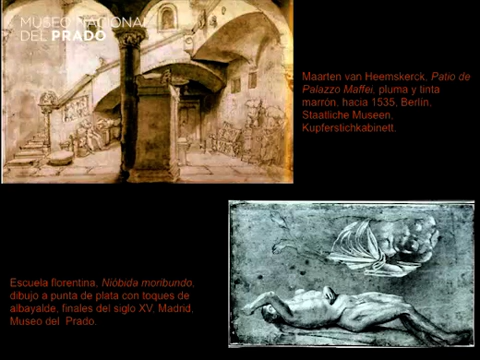 MUSEO NACIONAL
DEL PRADO
Maarten van Heemskerck, Patio de
Palazzo Maffei, pluma y tinta
marrón, hacia 1535, Berlín,
Staatliche Museen,
Kupferstichkabinett.
Escuela florentina, Nióbida moribundo,
dibujo a punta de plata con toques de
albayalde, finales del siglo XV, Madrid,
Museo del Prado.